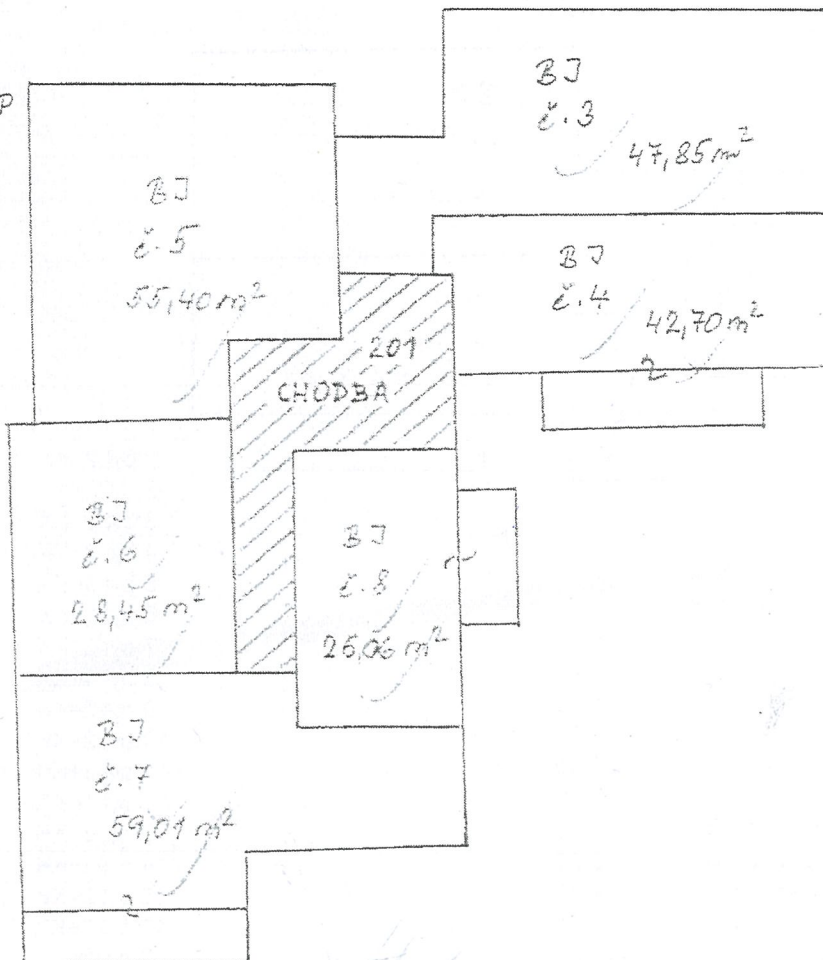 BJ
č.3
47,85 m²
BJ
č.5
55,40 m²
BJ
č.4
42,70 m²
201
CHODBA
BJ
č.6
28,45 m²
BJ
č.8
26,06 m²
BJ
č.7
59,01 m²